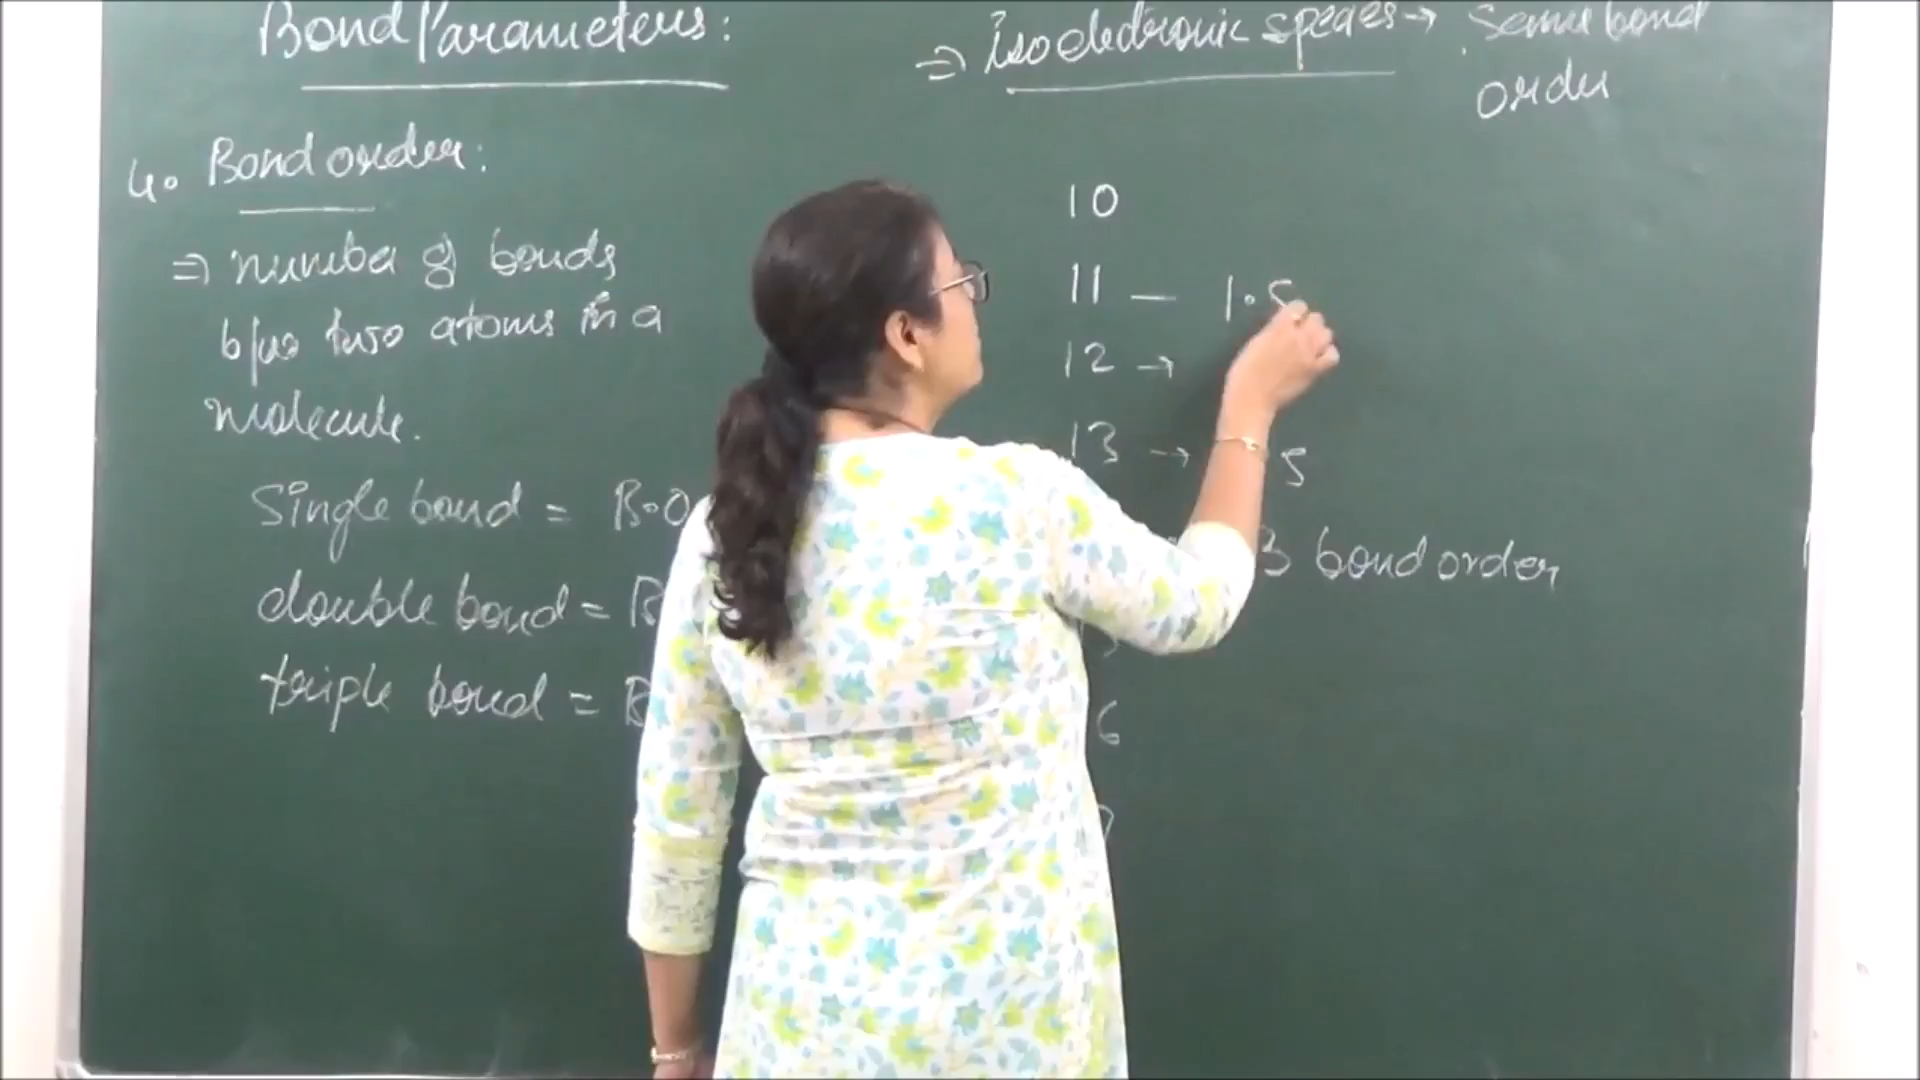 Bond Parameters:
4. Bond order:
⇒ number of bonds
b/w two atoms in a
molecule.
Single bond = B.O
double bond = B
triple bond = B
⇒ isoelectronic species → Same bond
order
10
11 — 1.5
12 →
13 → 5
3 bond order
6